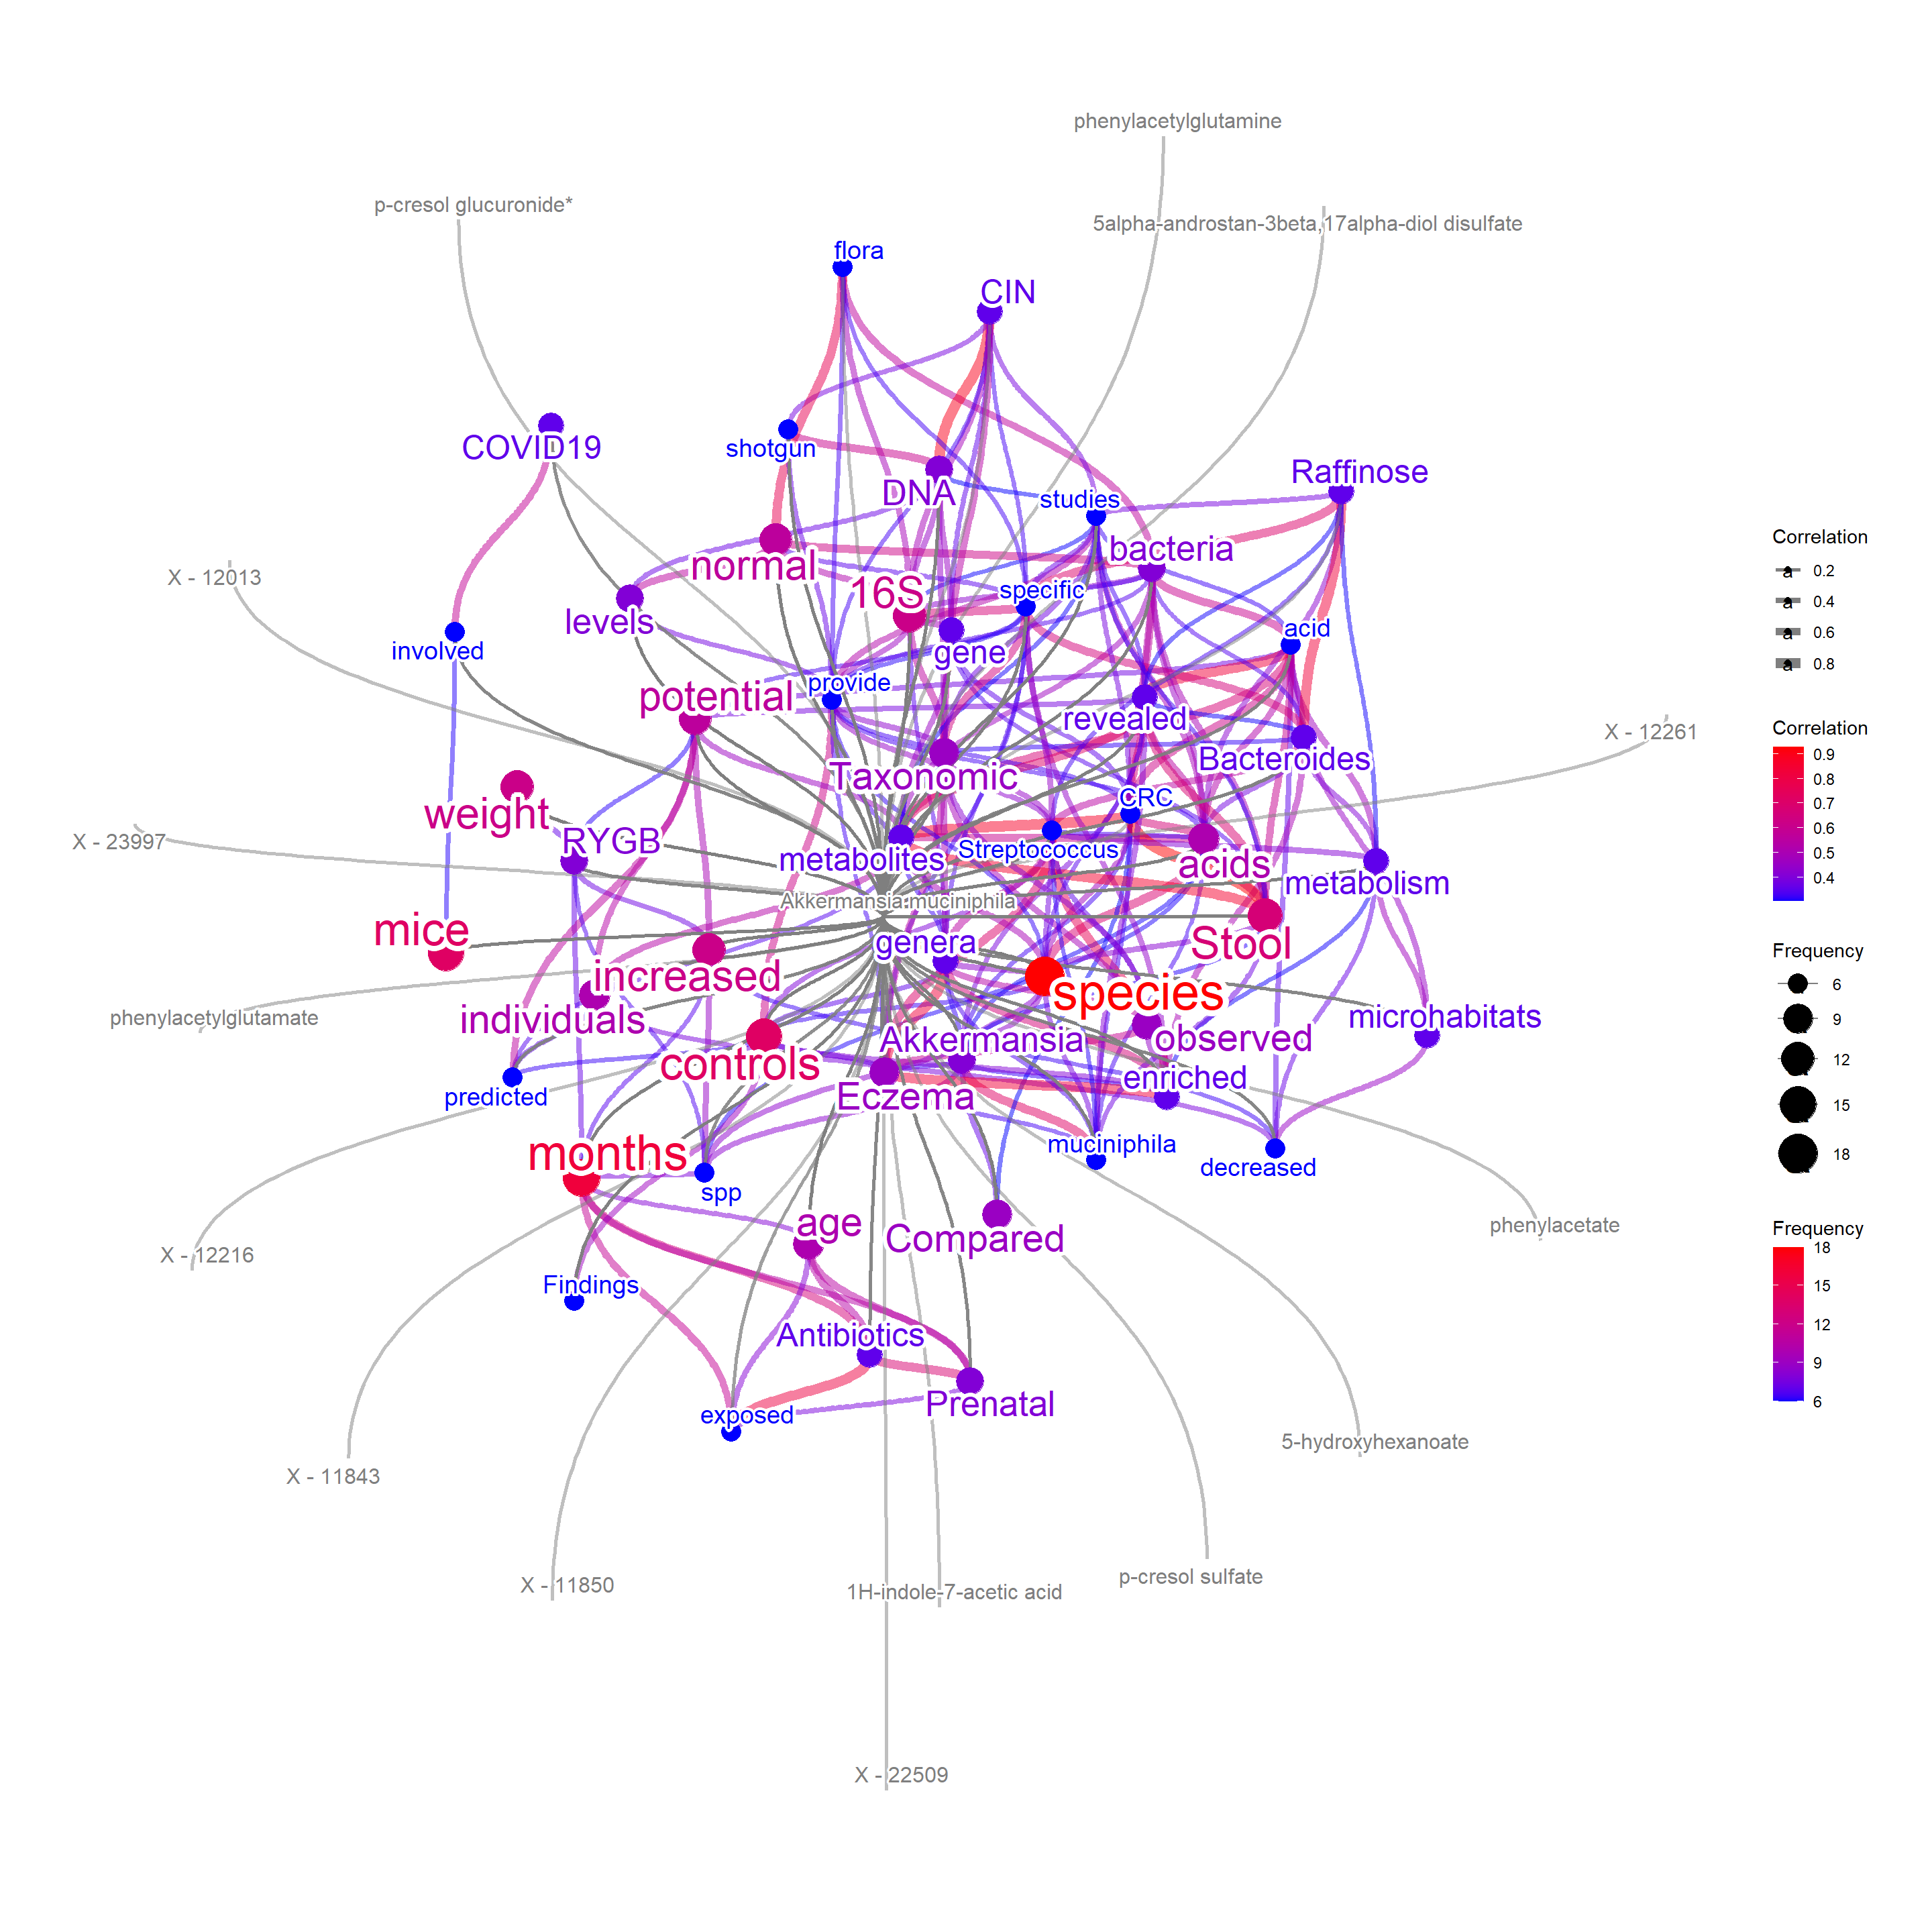 phenylacetylglutamine
p-cresol glucuronide*
5alpha-androstan-3beta,17alpha-diol disulfate
flora
CIN
COVID19
shotgun
DNA
studies
Raffinose
bacteria
normal
16S
specific
X - 12013
levels
gene
acid
involved
provide
potential
revealed
X - 12261
Bacteroides
Taxonomic
CRC
weight
X - 23997
RYGB
metabolites
Streptococcus
acids
metabolism
Akkermansia.muciniphila
mice
genera
Stool
increased
species
phenylacetylglutamate
individuals
microhabitats
Akkermansia
observed
controls
enriched
predicted
Eczema
months
muciniphila
decreased
spp
age
Compared
phenylacetate
X - 12216
Findings
Antibiotics
Prenatal
exposed
5-hydroxyhexanoate
X - 11843
p-cresol sulfate
X - 11850
1H-indole-7-acetic acid
X - 22509
Correlation
a 0.2
a 0.4
a 0.6
a 0.8
Correlation
0.9
0.8
0.7
0.6
0.5
0.4
Frequency
6
9
12
15
18
Frequency
18
15
12
9
6